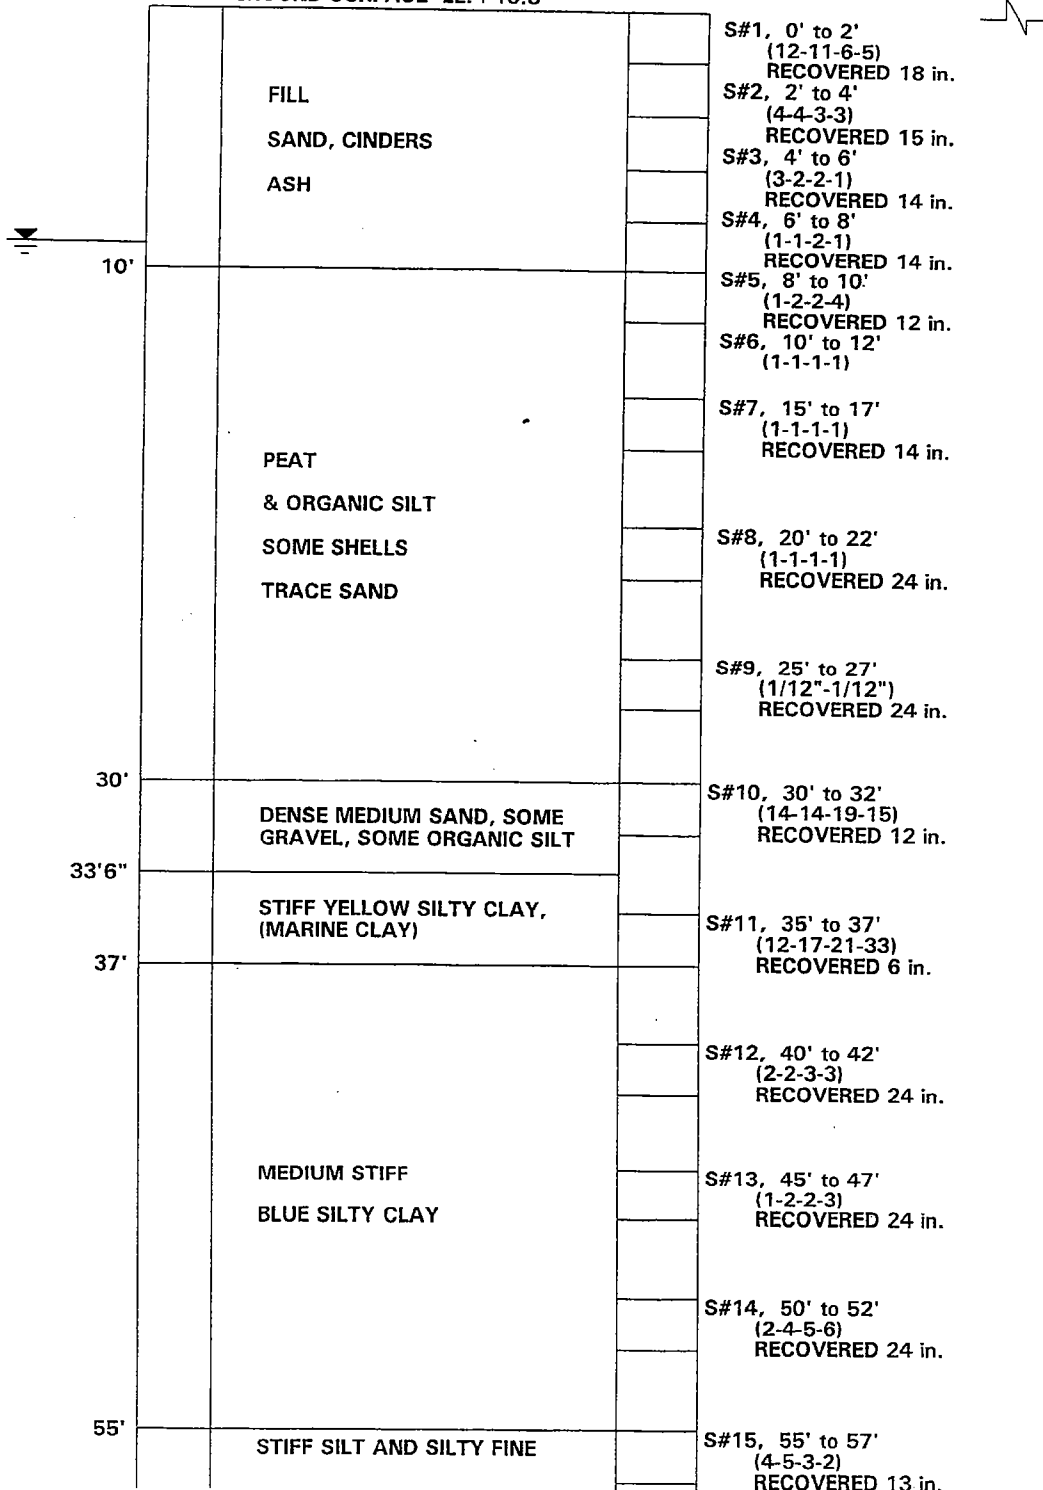 S#1, 0' to 2'
(12-11-6-5)
RECOVERED 18 in.
FILL
S#2, 2' to 4'
(4-4-3-3)
SAND, CINDERS
RECOVERED 15 in.
S#3, 4' to 6'
(3-2-2-1)
ASH
RECOVERED 14 in.
S#4, 6' to 8'
(1-1-2-1)
RECOVERED 14 in.
10'
S#5, 8' to 10'
(1-2-2-4)
RECOVERED 12 in.
S#6, 10' to 12'
(1-1-1-1)
S#7, 15' to 17'
(1-1-1-1)
RECOVERED 14 in.
PEAT
& ORGANIC SILT
SOME SHELLS
TRACE SAND
S#8, 20' to 22'
(1-1-1-1)
RECOVERED 24 in.
S#9, 25' to 27'
(1/12"-1/12")
RECOVERED 24 in.
30'
S#10, 30' to 32'
(14-14-19-15)
RECOVERED 12 in.
DENSE MEDIUM SAND, SOME
GRAVEL, SOME ORGANIC SILT
33'6"
STIFF YELLOW SILTY CLAY,
(MARINE CLAY)
S#11, 35' to 37'
(12-17-21-33)
RECOVERED 6 in.
37'
S#12, 40' to 42'
(2-2-3-3)
RECOVERED 24 in.
MEDIUM STIFF
BLUE SILTY CLAY
S#13, 45' to 47'
(1-2-2-3)
RECOVERED 24 in.
S#14, 50' to 52'
(2-4-5-6)
RECOVERED 24 in.
55'
STIFF SILT AND SILTY FINE
S#15, 55' to 57'
(4-5-3-2)
RECOVERED 13 in.